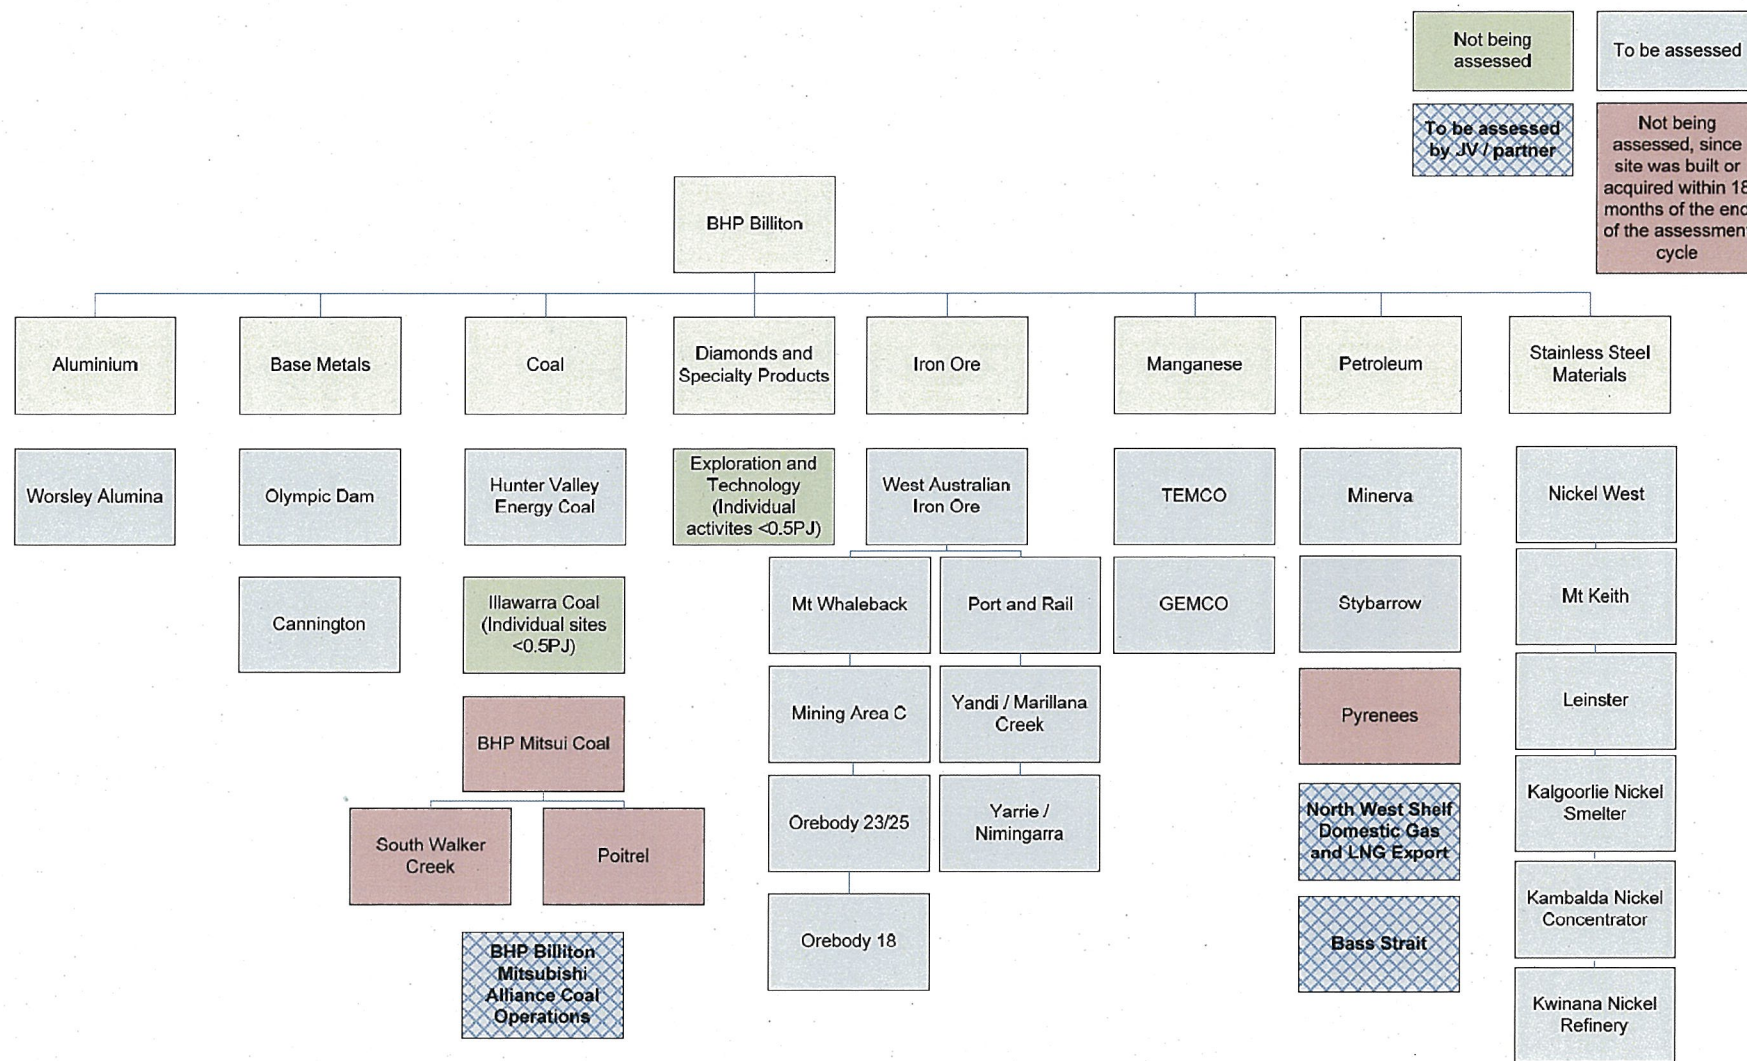 Not being
assessed
To be assessed
To be assessed
by JV / partner
Not being
assessed, since
site was built or
acquired within 18
months of the end
of the assessment
cycle
BHP Billiton
Aluminium
Base Metals
Coal
Diamonds and
Specialty Products
Iron Ore
Manganese
Petroleum
Stainless Steel
Materials
Worsley Alumina
Olympic Dam
Hunter Valley
Energy Coal
Exploration and
Technology
(Individual
activites <0.5PJ)
West Australian
Iron Ore
TEMCO
Minerva
Nickel West
Cannington
Illawarra Coal
(Individual sites
<0.5PJ)
Mt Whaleback
Port and Rail
GEMCO
Stybarrow
Mt Keith
BHP Mitsui Coal
Mining Area C
Yandi / Marillana
Creek
Pyrenees
Leinster
South Walker
Creek
Poitrel
Orebody 23/25
Yarrie /
Nimingarra
North West Shelf
Domestic Gas
and LNG Export
Kalgoorlie Nickel
Smelter
BHP Billiton
Mitsubishi
Alliance Coal
Operations
Orebody 18
Bass Strait
Kambalda Nickel
Concentrator
Kwinana Nickel
Refinery